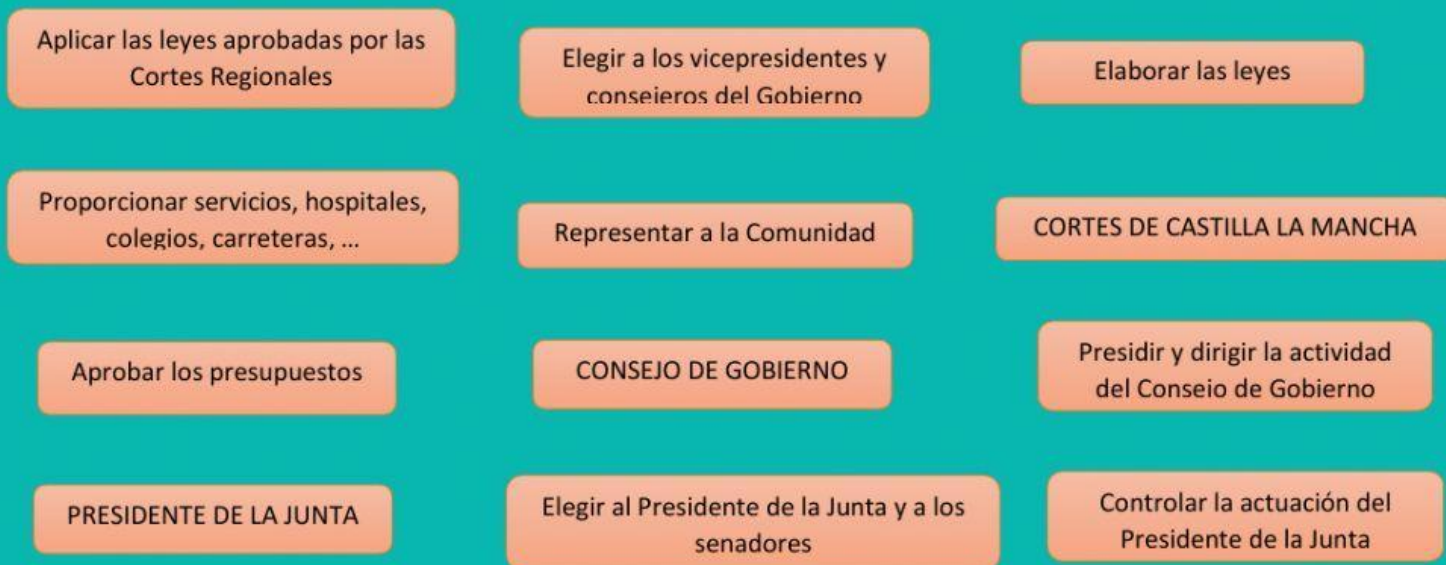 Aplicar las leyes aprobadas por las
Cortes Regionales
Elegir a los vicepresidentes y
consejeros del Gobierno
Elaborar las leyes
Proporcionar servicios, hospitales,
colegios, carreteras, ...
Representar a la Comunidad
CORTES DE CASTILLA LA MANCHA
Aprobar los presupuestos
CONSEJO DE GOBIERNO
Presidir y dirigir la actividad
del Consejo de Gobierno
PRESIDENTE DE LA JUNTA
Elegir al Presidente de la Junta y a los
senadores
Controlar la actuación del
Presidente de la Junta